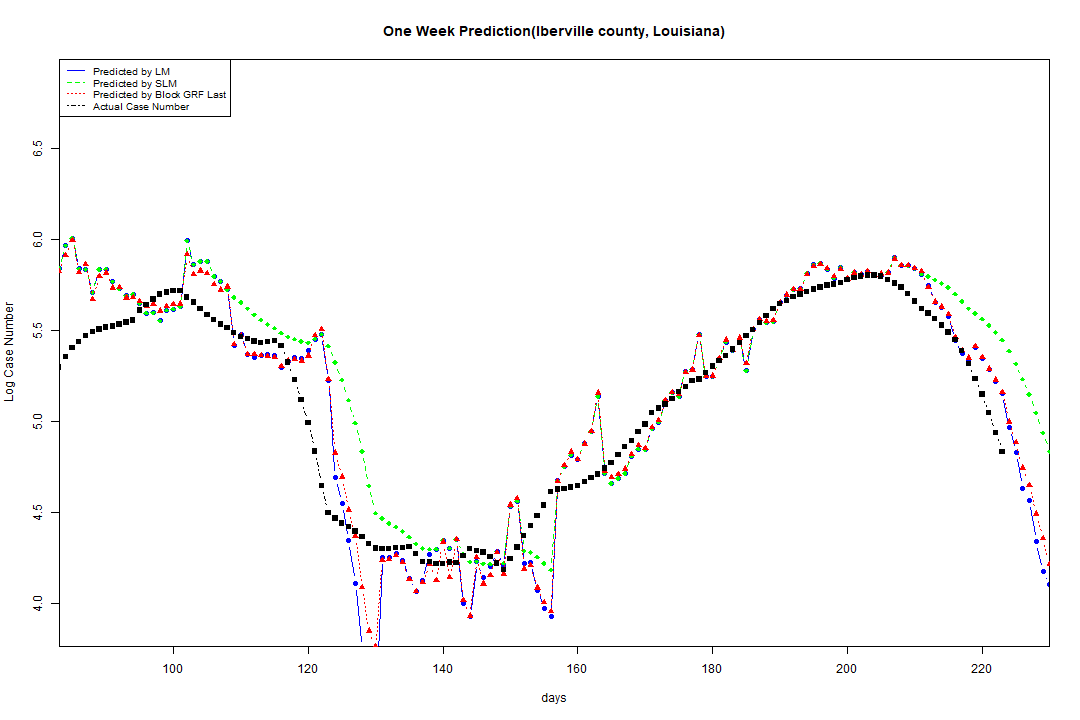 One Week Prediction(Iberville county, Louisiana)
Predicted by LM
Predicted by SLM
Predicted by Block GRF Last
Actual Case Number
Log Case Number
6.5
6.0
5.5
5.0
4.5
4.0
100 120 140 160 180 200 220
days